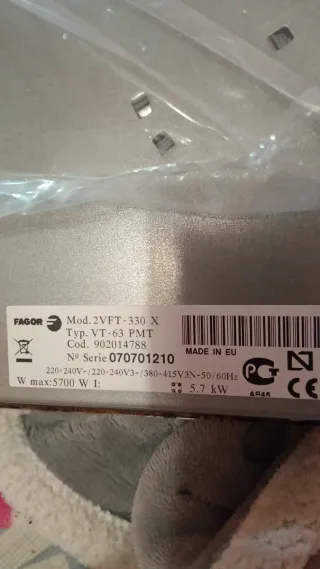 FAGOR
Mod. 2VFT-330 X
Typ. VT-63 PMT
Cod. 902014788
Nº Serie 070701210
MADE IN EU
220-240V~/220-240V3~/380-415V3N~50/60Hz
W max:5700 W I: 5.7 kW
CE